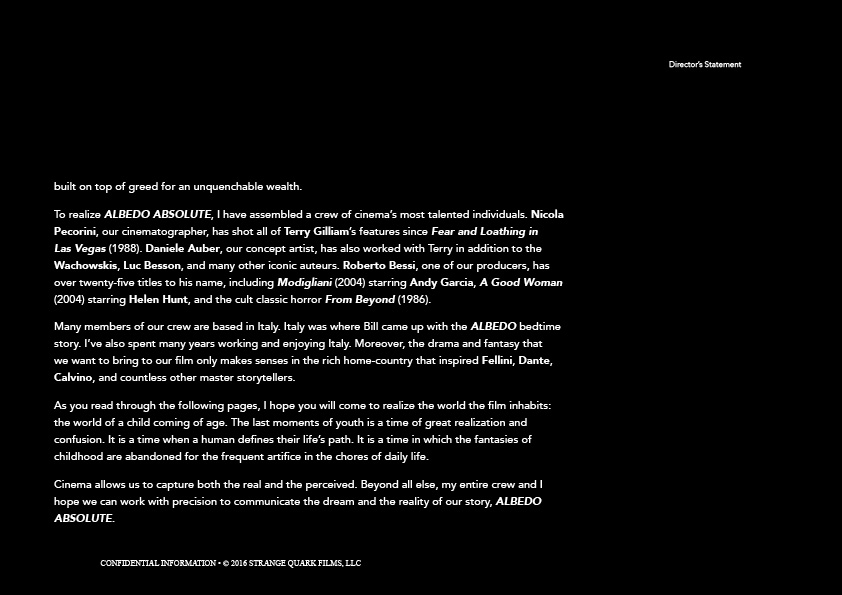 Director's Statement
built on top of greed for an unquenchable wealth.
To realize ALBEDO ABSOLUTE, I have assembled a crew of cinema's most talented individuals. Nicola
Pecorini, our cinematographer, has shot all of Terry Gilliam's features since Fear and Loathing in
Las Vegas (1988). Daniele Auber, our concept artist, has also worked with Terry in addition to the
Wachowskis, Luc Besson, and many other iconic auteurs. Roberto Bessi, one of our producers, has
over twenty-five titles to his name, including Modigliani (2004) starring Andy Garcia, A Good Woman
(2004) starring Helen Hunt, and the cult classic horror From Beyond (1986).
Many members of our crew are based in Italy. Italy was where Bill came up with the ALBEDO bedtime
story. I've also spent many years working and enjoying Italy. Moreover, the drama and fantasy that
we want to bring to our film only makes senses in the rich home-country that inspired Fellini, Dante,
Calvino, and countless other master storytellers.
As you read through the following pages, I hope you will come to realize the world the film inhabits:
the world of a child coming of age. The last moments of youth is a time of great realization and
confusion. It is a time when a human defines their life's path. It is a time in which the fantasies of
childhood are abandoned for the frequent artifice in the chores of daily life.
Cinema allows us to capture both the real and the perceived. Beyond all else, my entire crew and I
hope we can work with precision to communicate the dream and the reality of our story, ALBEDO
ABSOLUTE.
CONFIDENTIAL INFORMATION • © 2016 STRANGE QUARK FILMS, LLC